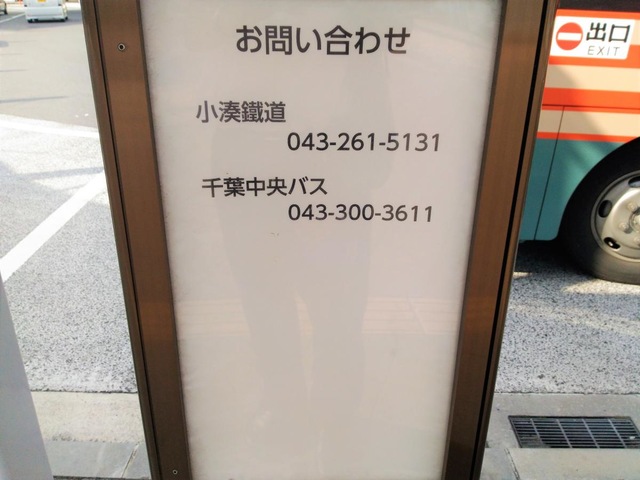 お問い合わせ
小湊鐵道
043-261-5131
千葉中央バス
043-300-3611
出口
EXIT